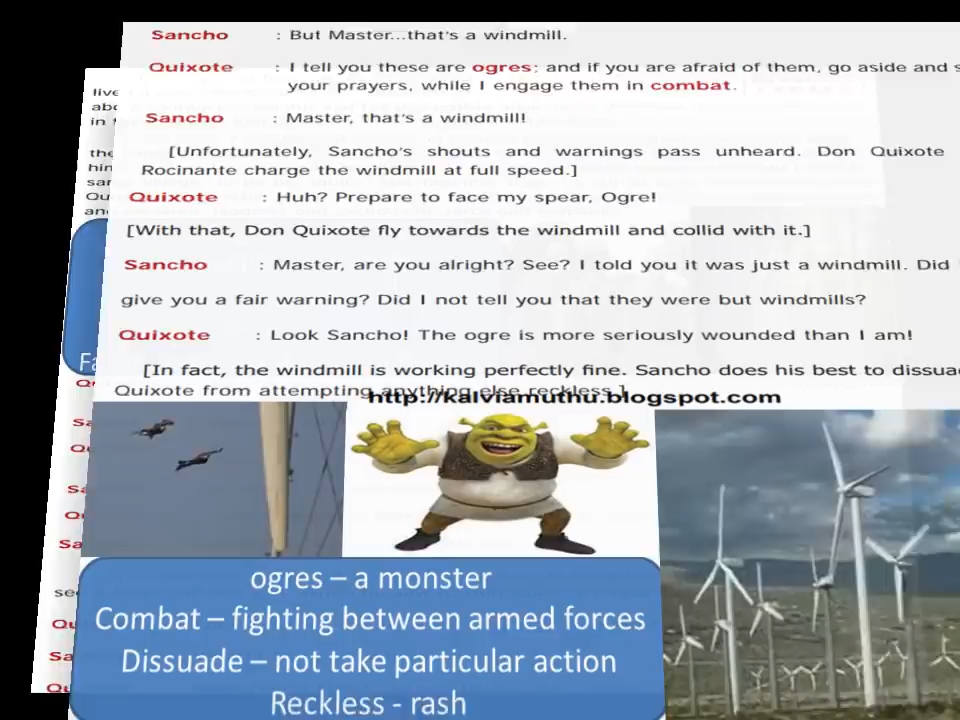 Sancho : But Master...that's a windmill.
Quixote : I tell you these are ogres; and if you are afraid of them, go aside and
your prayers, while I engage them in combat.]
Sancho : Master, that's a windmill!
[Unfortunately, Sancho's shouts and warnings pass unheard. Don Quixote
Rocinante charge the windmill at full speed.]
Quixote : Huh? Prepare to face my spear, Ogre!
[With that, Don Quixote fly towards the windmill and collid with it.]
Sancho : Master, are you alright? See? I told you it was just a windmill. Did
give you a fair warning? Did I not tell you that they were but windmills?
Quixote : Look Sancho! The ogre is more seriously wounded than I am!
[In fact, the windmill is working perfectly fine. Sancho does his best to
Quixote from attempting anything else reckless.]
http://kalviamuthu.blogspot.com
ogres – a monster
Combat – fighting between armed forces
Dissuade – not take particular action
Reckless - rash